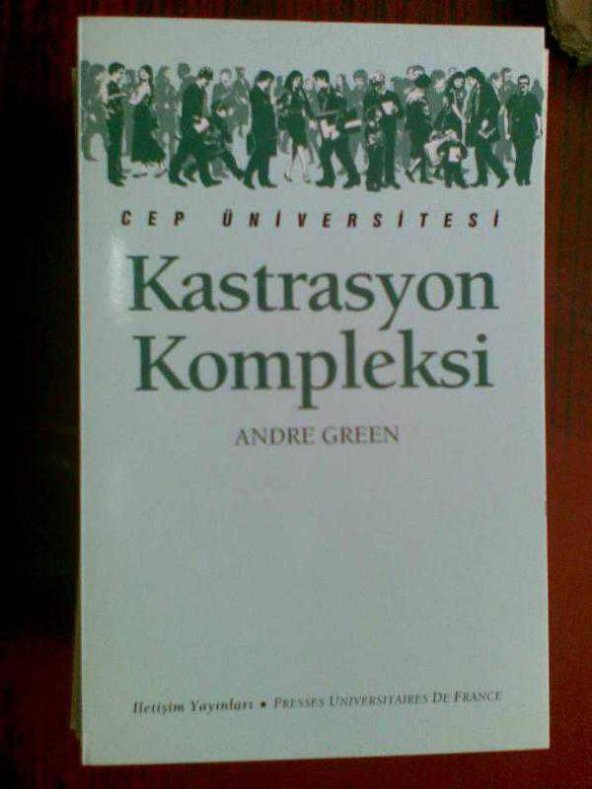 CEP ÜNİVERSİTESİ
Kastrasyon
Kompleksi
ANDRE GREEN
İletişim Yayınları • PRESSES UNIVERSITAIRES DE FRANCE